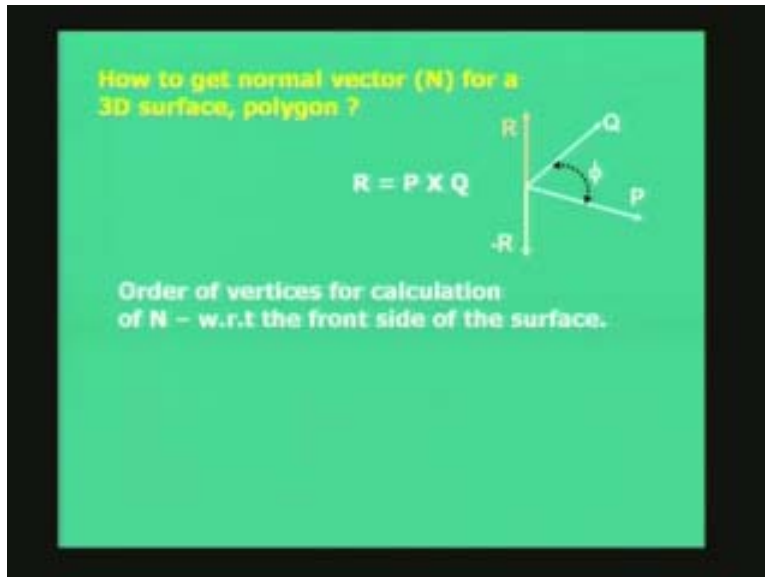 How to get normal vector (N) for a
3D surface, polygon ?
R
Q
R = P X Q
ϕ
P
-R
Order of vertices for calculation
of N – w.r.t the front side of the surface.